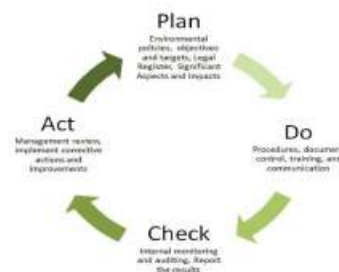 Plan
Environmental
policies, objectives
and targets, Legal
Register, Significant
Aspects and Impacts
Do
Procedures, document
control, training, and
communication
Check
Internal monitoring
and auditing, Report
the results
Act
Management review,
implement corrective
actions and
improvements